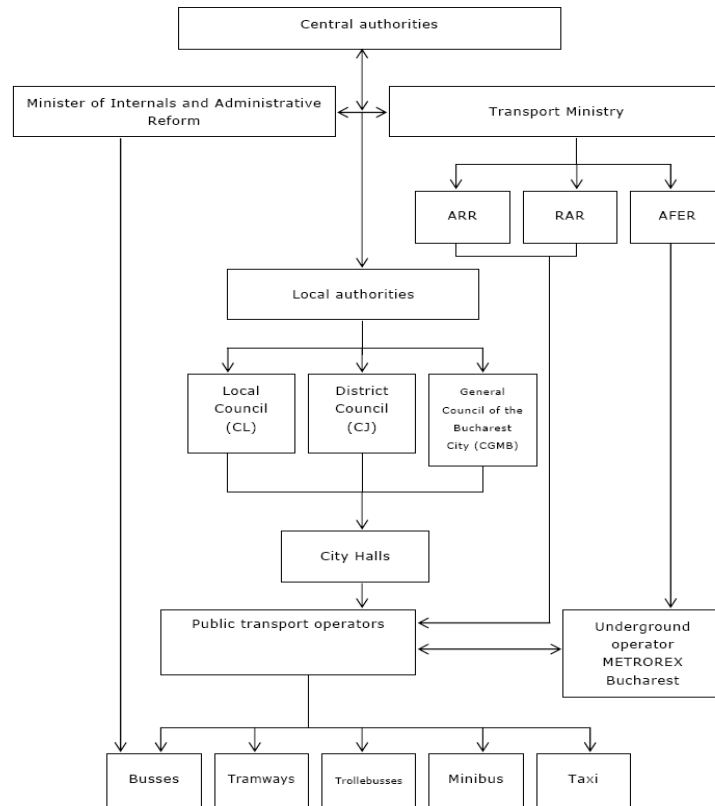 Central authorities
Minister of Internals and Administrative
Reform
Transport Ministry
ARR
RAR
AFER
Local authorities
Local
Council
(CL)
District
Council
(CJ)
General
Council of the
Bucharest
City (CGMB)
City Halls
Public transport operators
Underground
operator
METROREX
Bucharest
Busses
Tramways
Trollebusses
Minibus
Taxi